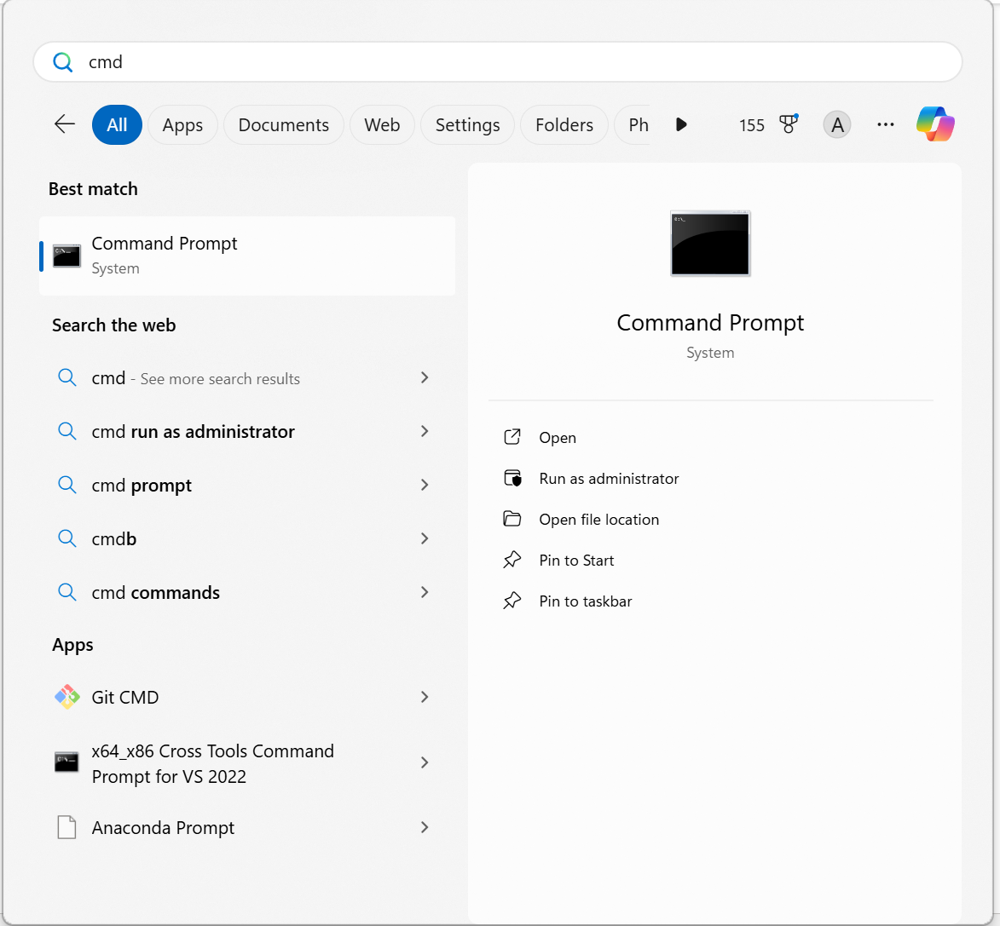 cmd
All
Apps
Documents
Web
Settings
Folders
Ph
155
A
Best match
Command Prompt
System
Search the web
cmd - See more search results
cmd run as administrator
cmd prompt
cmdb
cmd commands
Apps
Git CMD
x64_x86 Cross Tools Command
Prompt for VS 2022
Anaconda Prompt
Command Prompt
System
Open
Run as administrator
Open file location
Pin to Start
Pin to taskbar